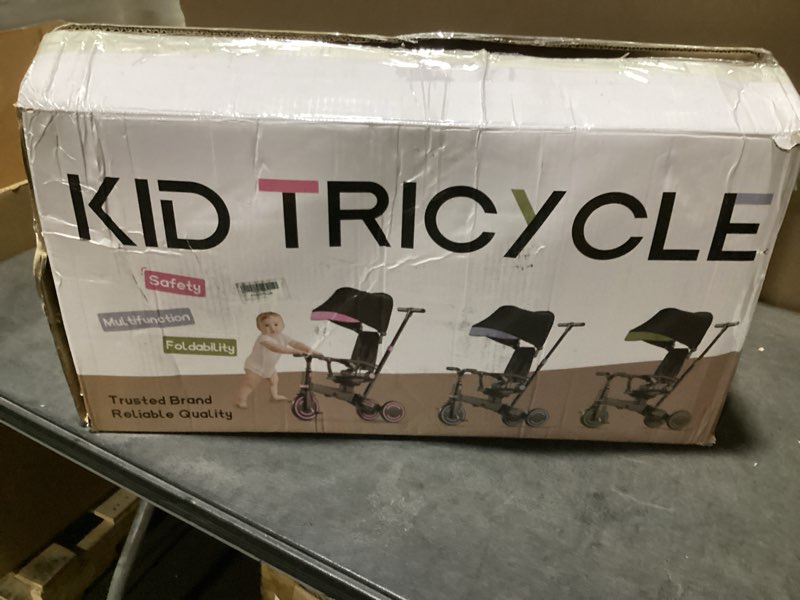 KID TRICYCLE
Safety
Multifunction
Foldability
Trusted Brand
Reliable Quality